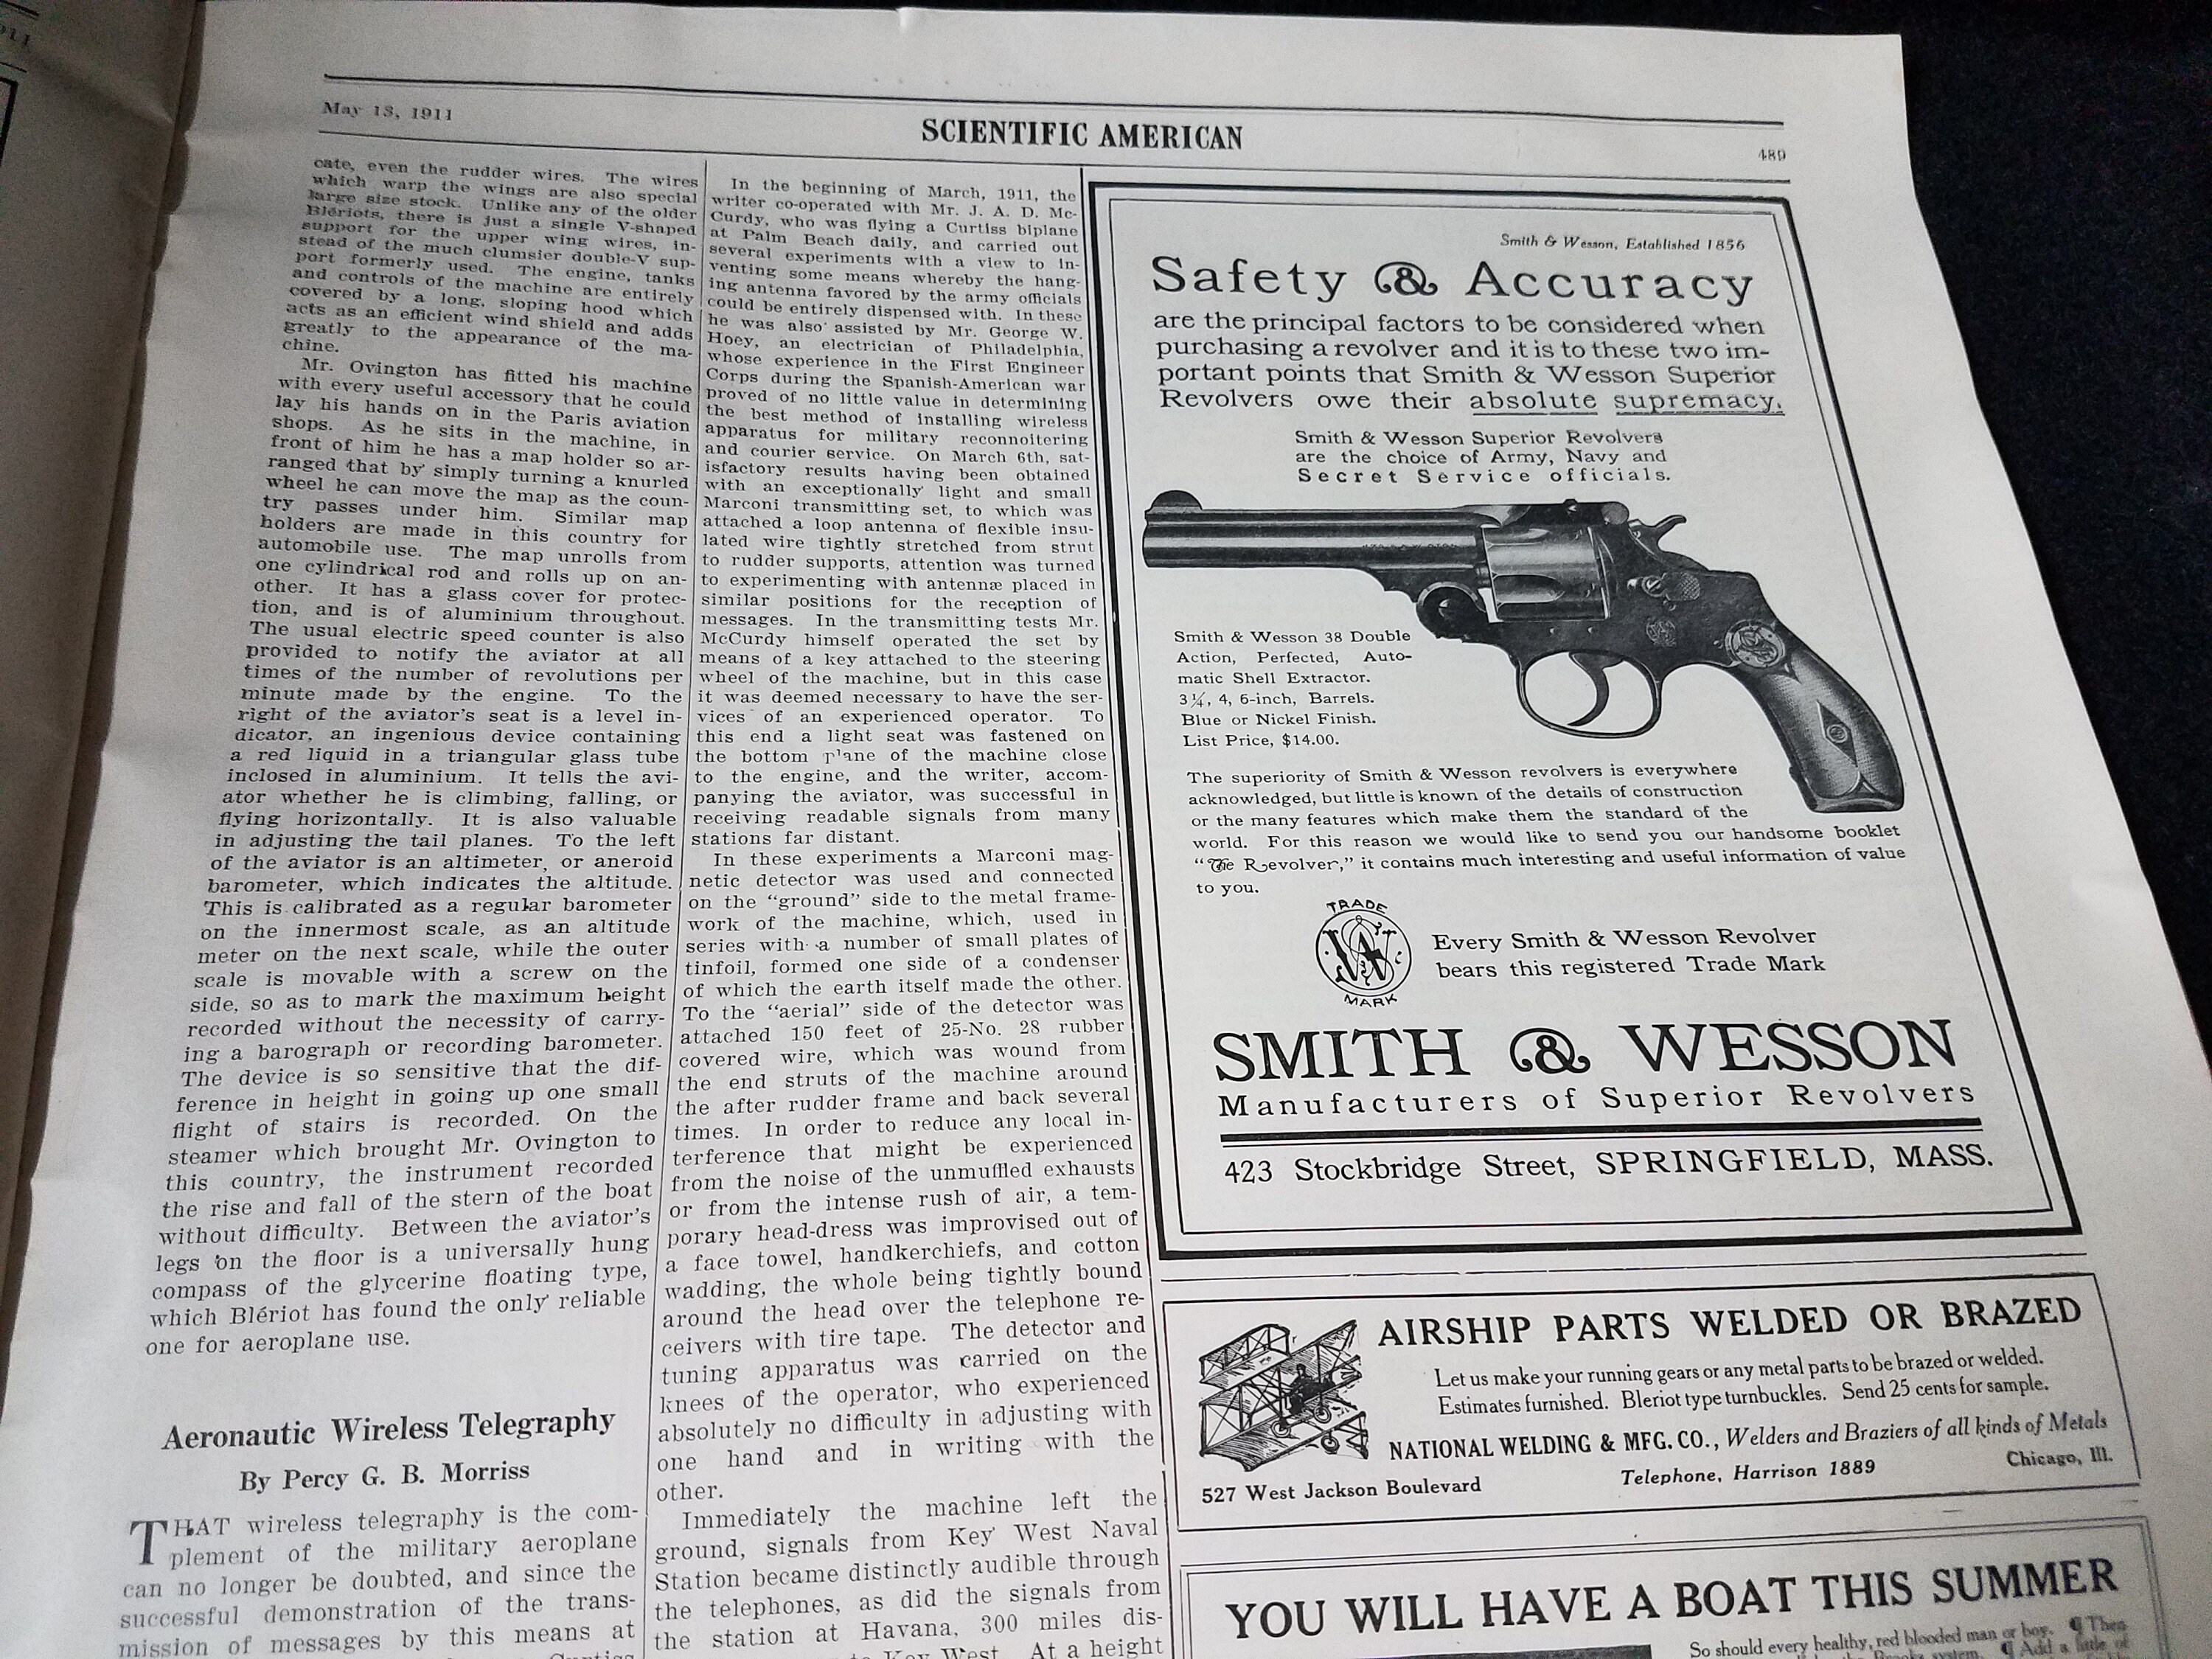 May 13, 1911
SCIENTIFIC AMERICAN
489
cate, even the rudder wires. The wires
which warp the wings are also special
large size stock. Unlike any of the older
Blériots, there is just a single V-shaped
support for the upper wing wires, in-
stead of the much clumsier double-V sup-
port formerly used. The engine, tanks
and controls of the machine are entirely
covered by a long, sloping hood which
acts as an efficient wind shield and adds
greatly to the appearance of the ma-
chine.
Mr. Ovington has fitted his machine
with every useful accessory that he could
lay his hands on in the Paris aviation
shops. As he sits in the machine, in
front of him he has a map holder so ar-
ranged that by simply turning a knurled
wheel he can move the map as the coun-
try passes under him. Similar map
holders are made in this country for
automobile use. The map unrolls from
one cylindrical rod and rolls up on an-
other. It has a glass cover for protec-
tion, and is of aluminium throughout.
The usual electric speed counter is also
provided to notify the aviator at all
times of the number of revolutions per
minute made by the engine. To the
right of the aviator's seat is a level in-
dicator, an ingenious device containing
a red liquid in a triangular glass tube
inclosed in aluminium. It tells the avi-
ator whether he is climbing, falling, or
flying horizontally. It is also valuable
in adjusting the tail planes. To the left
of the aviator is an altimeter, or aneroid
barometer, which indicates the altitude.
This is calibrated as a regular barometer
on the innermost scale, as an altitude
meter on the next scale, while the outer
scale is movable with a screw on the
side, so as to mark the maximum height
recorded without the necessity of carry-
ing a barograph or recording barometer.
The device is so sensitive that the dif-
ference in height in going up one small
flight of stairs is recorded. On the
steamer which brought Mr. Ovington to
this country, the instrument recorded
the rise and fall of the stern of the boat
without difficulty. Between the aviator's
legs on the floor is a universally hung
compass of the glycerine floating type,
which Blériot has found the only reliable
one for aeroplane use.
Aeronautic Wireless Telegraphy
By Percy G. B. Morriss
THAT wireless telegraphy is the com-
plement of the military aeroplane
can no longer be doubted, and since the
successful demonstration of the trans-
mission of messages by this means at
In the beginning of March, 1911, the
writer co-operated with Mr. J. A. D. Mc-
Curdy, who was flying a Curtiss biplane
at Palm Beach daily, and carried out
several experiments with a view to in-
venting some means whereby the hang-
ing antenna favored by the army officials
could be entirely dispensed with. In these
he was also assisted by Mr. George W.
Hoey, an electrician of Philadelphia,
whose experience in the First Engineer
Corps during the Spanish-American war
proved of no little value in determining
the best method of installing wireless
apparatus for military reconnoitering
and courier service. On March 6th, sat-
isfactory results having been obtained
with an exceptionally light and small
Marconi transmitting set, to which was
attached a loop antenna of flexible insu-
lated wire tightly stretched from strut
to rudder supports, attention was turned
to experimenting with antennæ placed in
similar positions for the reception of
messages. In the transmitting tests Mr.
McCurdy himself operated the set by
means of a key attached to the steering
wheel of the machine, but in this case
it was deemed necessary to have the ser-
vices of an experienced operator. To
this end a light seat was fastened on
the bottom plane of the machine close
to the engine, and the writer, accom-
panying the aviator, was successful in
receiving readable signals from many
stations far distant.
In these experiments a Marconi mag-
netic detector was used and connected
on the "ground" side to the metal frame-
work of the machine, which, used in
series with a number of small plates of
tinfoil, formed one side of a condenser
of which the earth itself made the other.
To the "aerial" side of the detector was
attached 150 feet of 25-No. 28 rubber
covered wire, which was wound from
the end struts of the machine around
the after rudder frame and back several
times. In order to reduce any local in-
terference that might be experienced
from the noise of the unmuffled exhausts
or from the intense rush of air, a tem-
porary head-dress was improvised out of
a face towel, handkerchiefs, and cotton
wadding, the whole being tightly bound
around the head over the telephone re-
ceivers with tire tape. The detector and
tuning apparatus was carried on the
knees of the operator, who experienced
absolutely no difficulty in adjusting with
one hand and in writing with the
other.
Immediately the machine left the
ground, signals from Key West Naval
Station became distinctly audible through
the telephones, as did the signals from
the station at Havana, 300 miles dis-
Key West. At a height
Smith & Wesson, Established 1856
Safety & Accuracy
are the principal factors to be considered when
purchasing a revolver and it is to these two im-
portant points that Smith & Wesson Superior
Revolvers owe their absolute supremacy.
Smith & Wesson Superior Revolvers
are the choice of Army, Navy and
Secret Service officials.
Smith & Wesson 38 Double
Action, Perfected, Auto-
matic Shell Extractor.
3¼, 4, 6-inch, Barrels.
Blue or Nickel Finish.
List Price, $14.00.
The superiority of Smith & Wesson revolvers is everywhere
acknowledged, but little is known of the details of construction
or the many features which make them the standard of the
world. For this reason we would like to send you our handsome booklet
"The Revolver," it contains much interesting and useful information of value
to you.
TRADE
SW
MARK
Every Smith & Wesson Revolver
bears this registered Trade Mark
SMITH & WESSON
Manufacturers of Superior Revolvers
423 Stockbridge Street, SPRINGFIELD, MASS.
AIRSHIP PARTS WELDED OR BRAZED
Let us make your running gears or any metal parts to be brazed or welded.
Estimates furnished. Bleriot type turnbuckles. Send 25 cents for sample.
NATIONAL WELDING & MFG. CO., Welders and Braziers of all kinds of Metals
527 West Jackson Boulevard Telephone, Harrison 1889 Chicago, Ill.
YOU WILL HAVE A BOAT THIS SUMMER
So should every healthy, red blooded man or boy. ¶ Then
¶ Add a little of